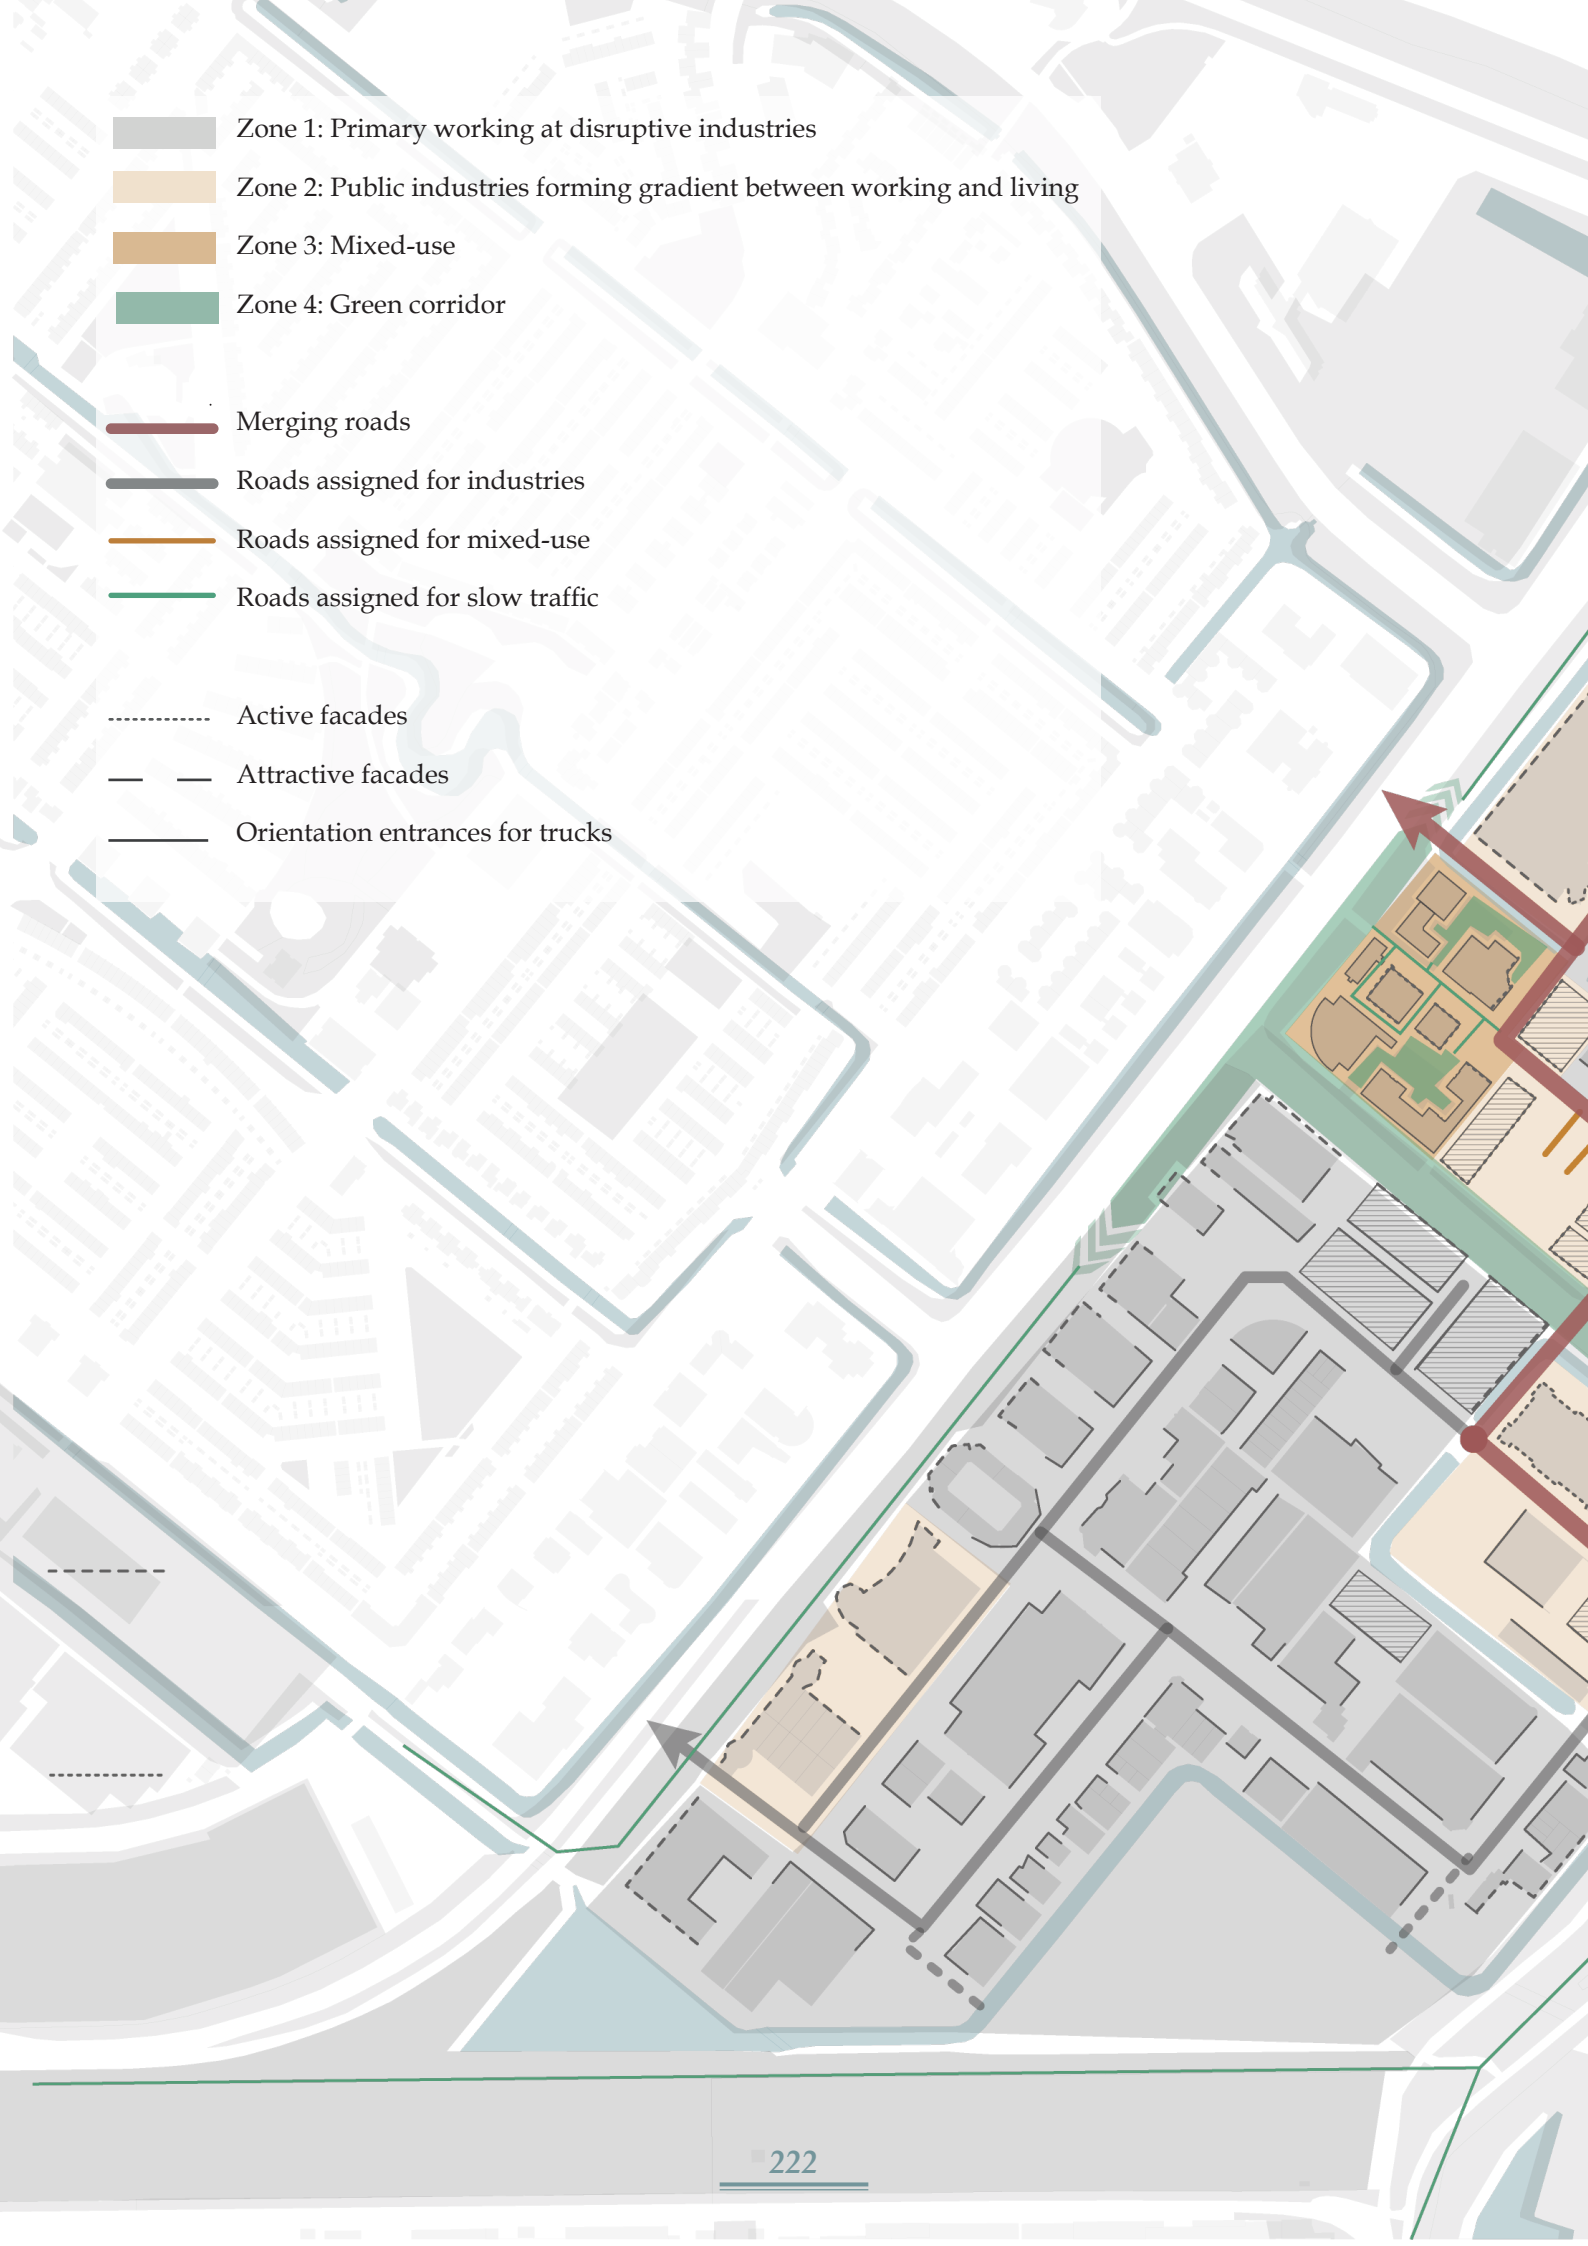 Zone 1: Primary working at disruptive industries
Zone 2: Public industries forming gradient between working and living
Zone 3: Mixed-use
Zone 4: Green corridor
Merging roads
Roads assigned for industries
Roads assigned for mixed-use
Roads assigned for slow traffic
Active facades
Attractive facades
Orientation entrances for trucks
222